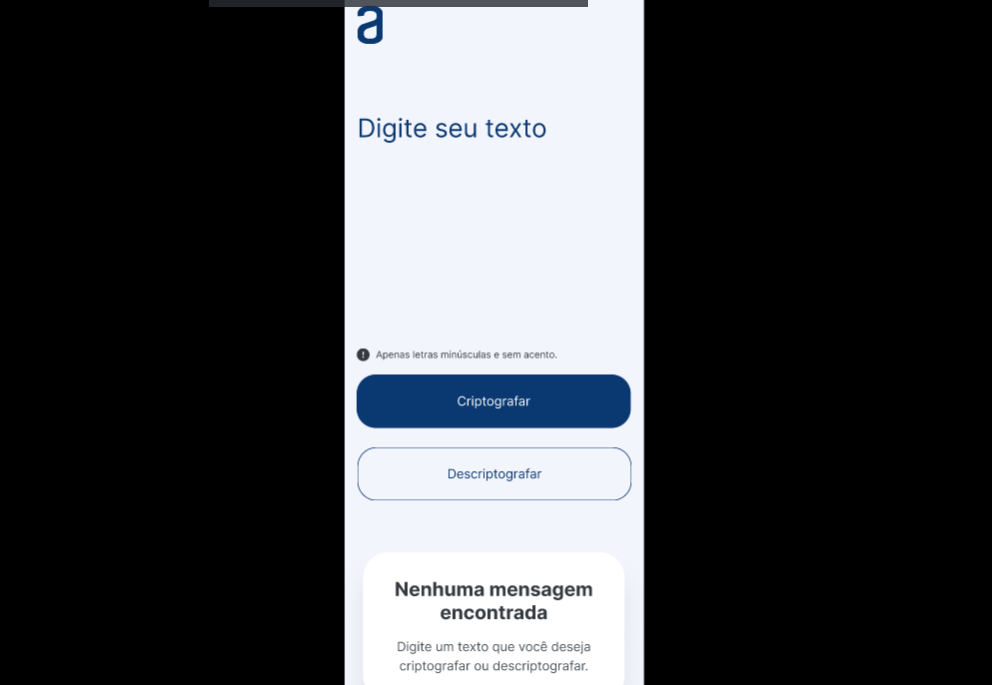 a
Digite seu texto
! Apenas letras minúsculas e sem acento.
Criptografar
Descriptografar
Nenhuma mensagem
encontrada
Digite um texto que você deseja
criptografar ou descriptografar.